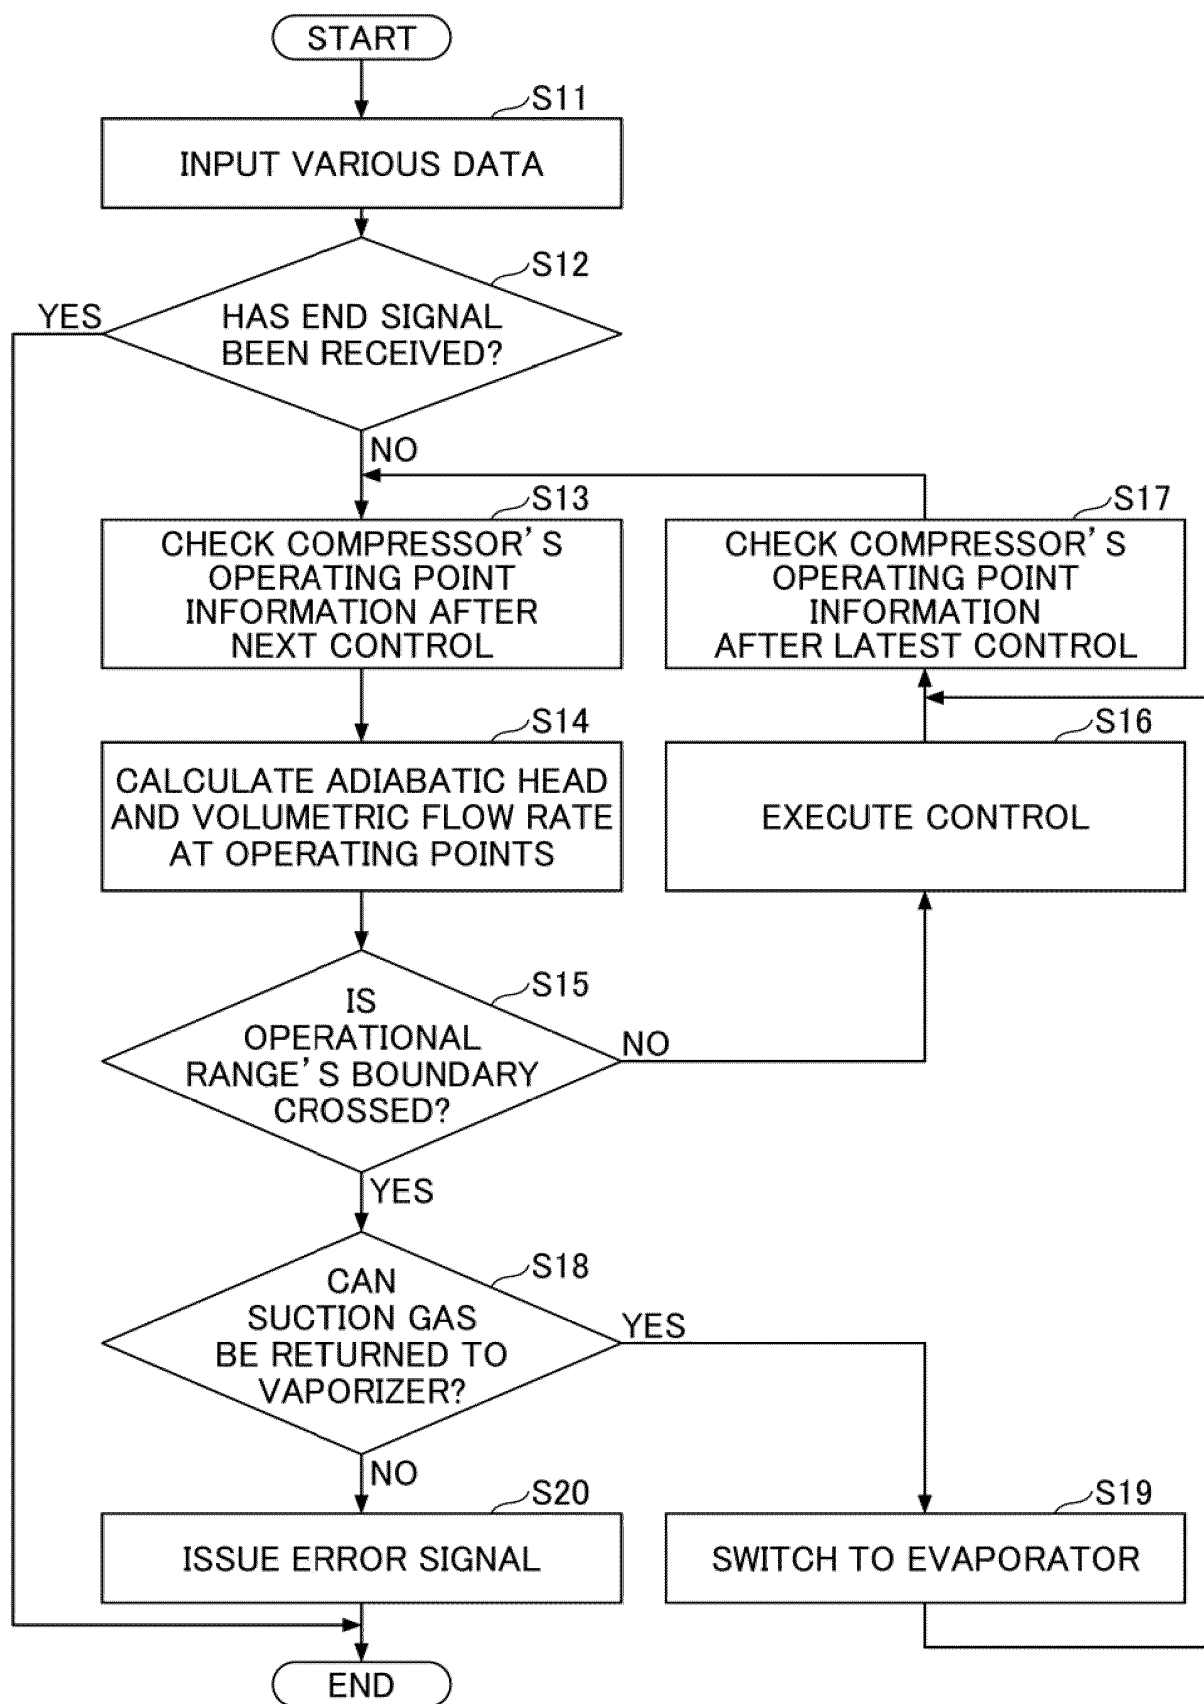 START
S11
INPUT VARIOUS DATA
S12
YES
HAS END SIGNAL
BEEN RECEIVED?
NO
S13
CHECK COMPRESSOR'S
OPERATING POINT
INFORMATION AFTER
NEXT CONTROL
S17
CHECK COMPRESSOR'S
OPERATING POINT
INFORMATION
AFTER LATEST CONTROL
S14
CALCULATE ADIABATIC HEAD
AND VOLUMETRIC FLOW RATE
AT OPERATING POINTS
S16
EXECUTE CONTROL
S15
IS
OPERATIONAL
RANGE'S BOUNDARY
CROSSED?
NO
YES
S18
CAN
SUCTION GAS
BE RETURNED TO
VAPORIZER?
YES
NO
S20
ISSUE ERROR SIGNAL
S19
SWITCH TO EVAPORATOR
END